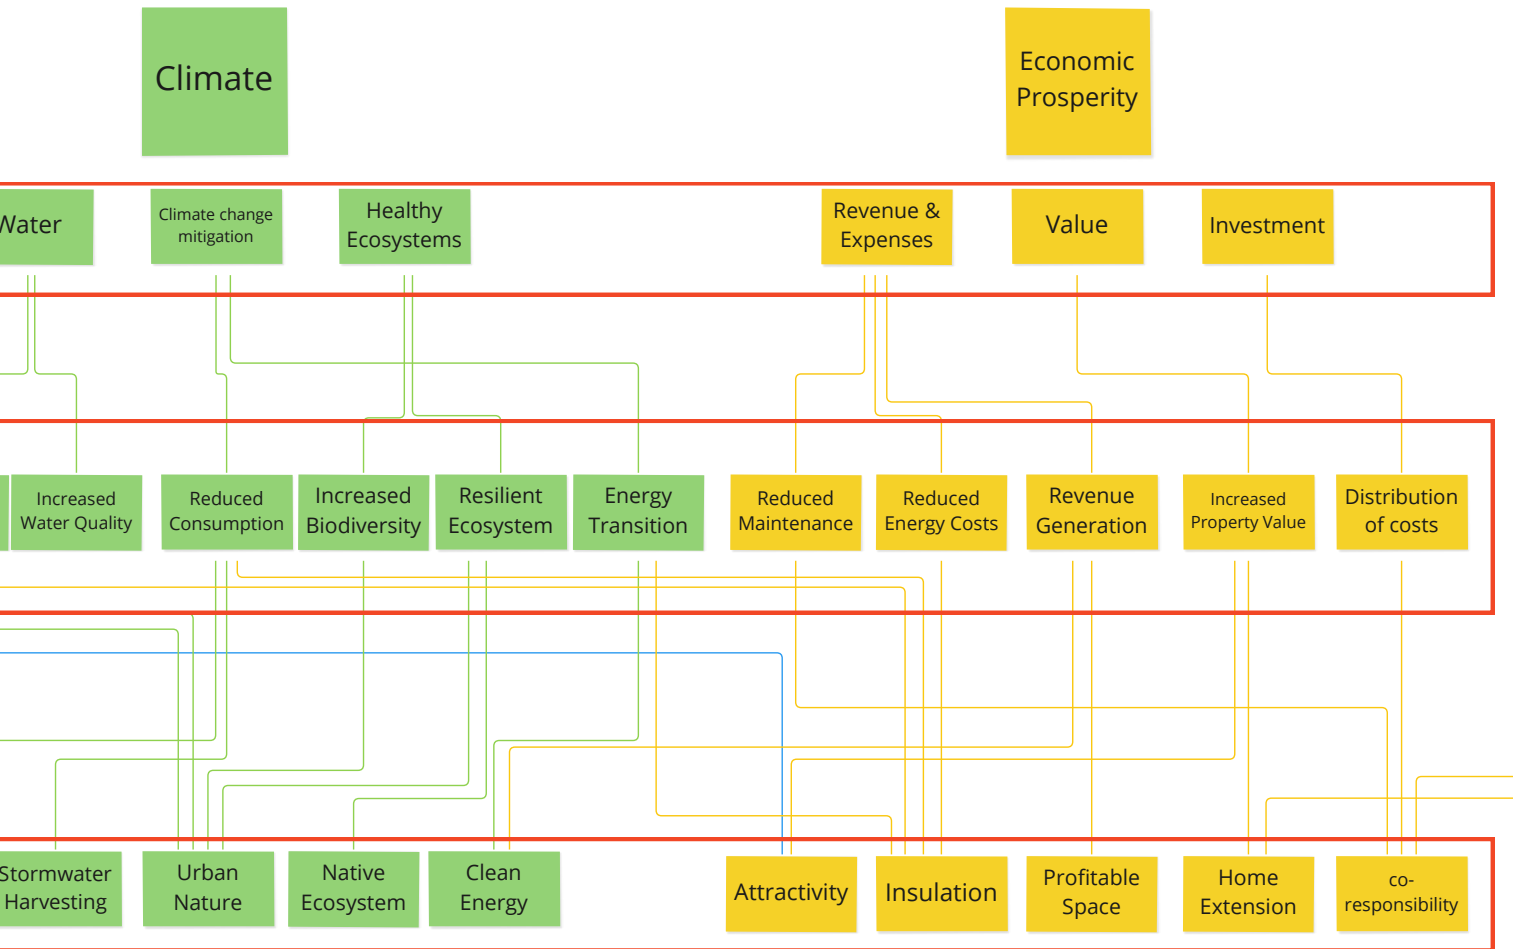 Climate
Economic
Prosperity
Water
Climate change
mitigation
Healthy
Ecosystems
Revenue &
Expenses
Value
Investment
Increased
Water Quality
Reduced
Consumption
Increased
Biodiversity
Resilient
Ecosystem
Energy
Transition
Reduced
Maintenance
Reduced
Energy Costs
Revenue
Generation
Increased
Property Value
Distribution
of costs
Stormwater
Harvesting
Urban
Nature
Native
Ecosystem
Clean
Energy
Attractivity
Insulation
Profitable
Space
Home
Extension
co-
responsibility